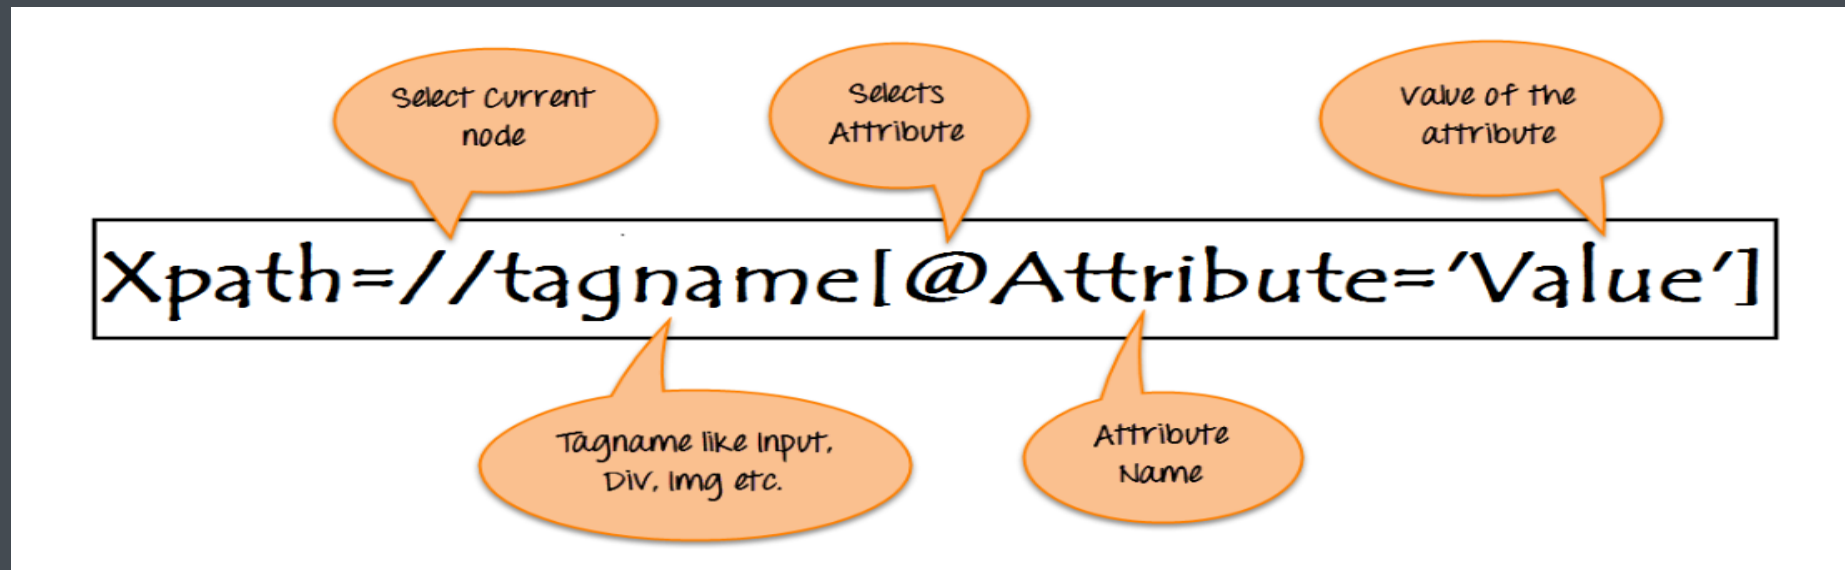 Select Current
node
Selects
Attribute
Value of the
attribute
Xpath=//tagname[@Attribute='Value']
Tagname like Input,
Div, Img etc.
Attribute
Name